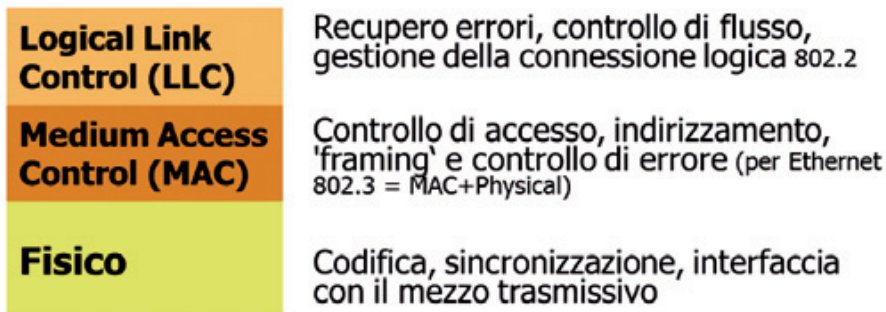 Logical Link
Control (LLC)
Recupero errori, controllo di flusso,
gestione della connessione logica 802.2
Medium Access
Control (MAC)
Controllo di accesso, indirizzamento,
'framing' e controllo di errore (per Ethernet
802.3 = MAC+Physical)
Fisico
Codifica, sincronizzazione, interfaccia
con il mezzo trasmissivo